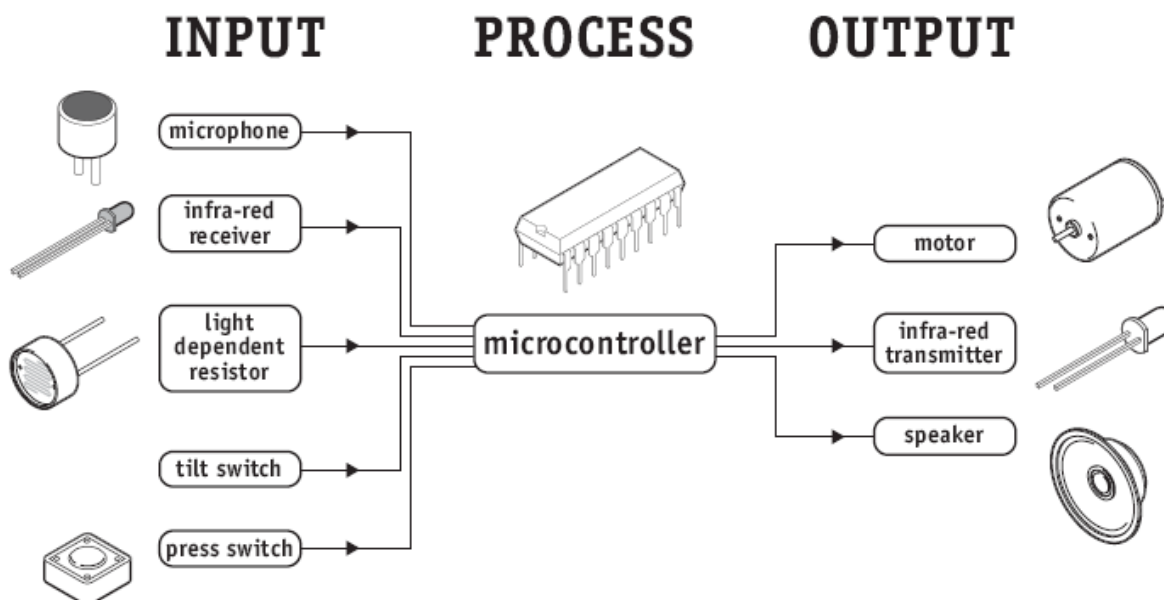 INPUT PROCESS OUTPUT
microphone
infra-red
receiver
light
dependent
resistor
tilt switch
press switch
microcontroller
motor
infra-red
transmitter
speaker